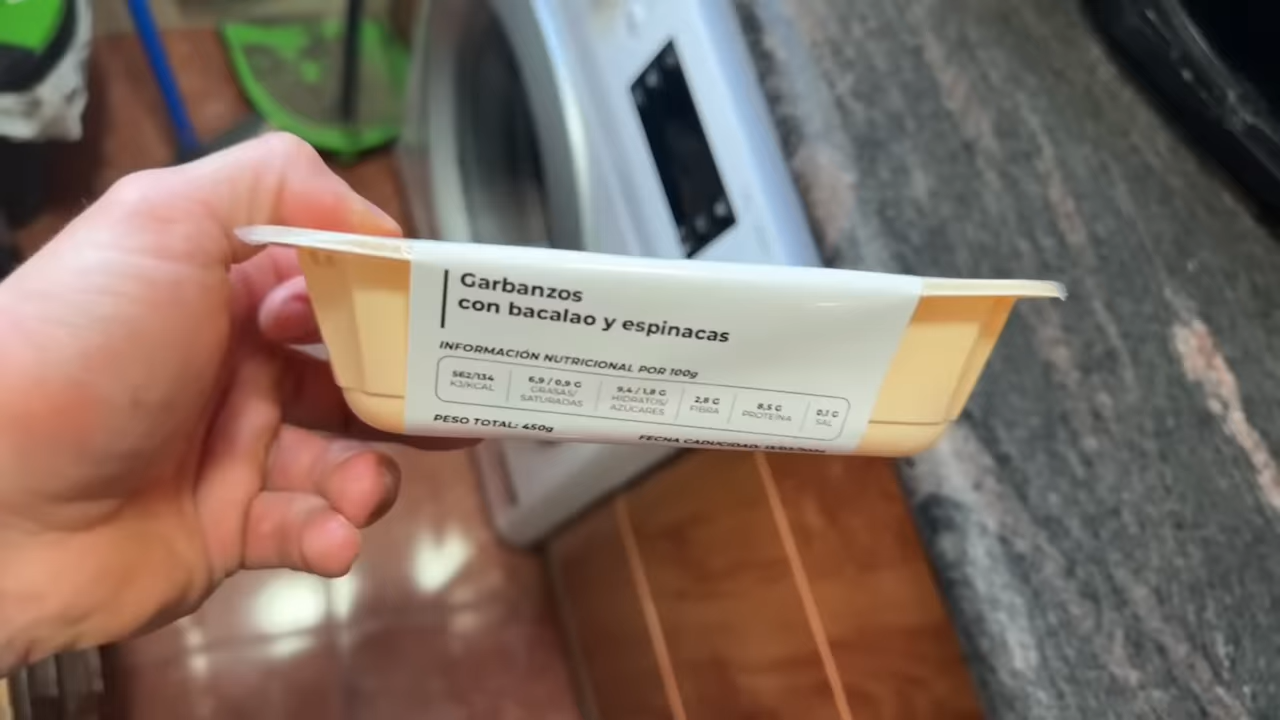 Garbanzos
con bacalao y espinacas
INFORMACIÓN NUTRICIONAL POR 100g
562/134
KJ/KCAL
6,9 / 0,9 G
GRASAS/
SATURADAS
9,4 / 1,8 G
HIDRATOS/
AZÚCARES
2,8 G
FIBRA
8,5 G
PROTEÍNA
0,1 G
SAL
PESO TOTAL: 450g
FECHA CADUCIDAD: